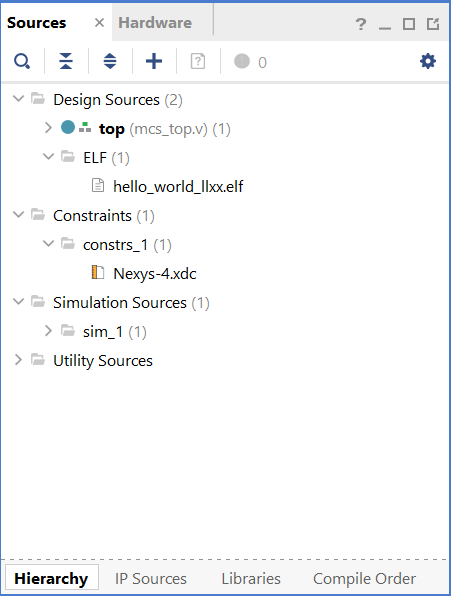 Sources × Hardware ? 
+ ? 0
Design Sources (2)
top (mcs_top.v) (1)
ELF (1)
hello_world_llxx.elf
Constraints (1)
constrs_1 (1)
Nexys-4.xdc
Simulation Sources (1)
sim_1 (1)
Utility Sources
Hierarchy IP Sources Libraries Compile Order